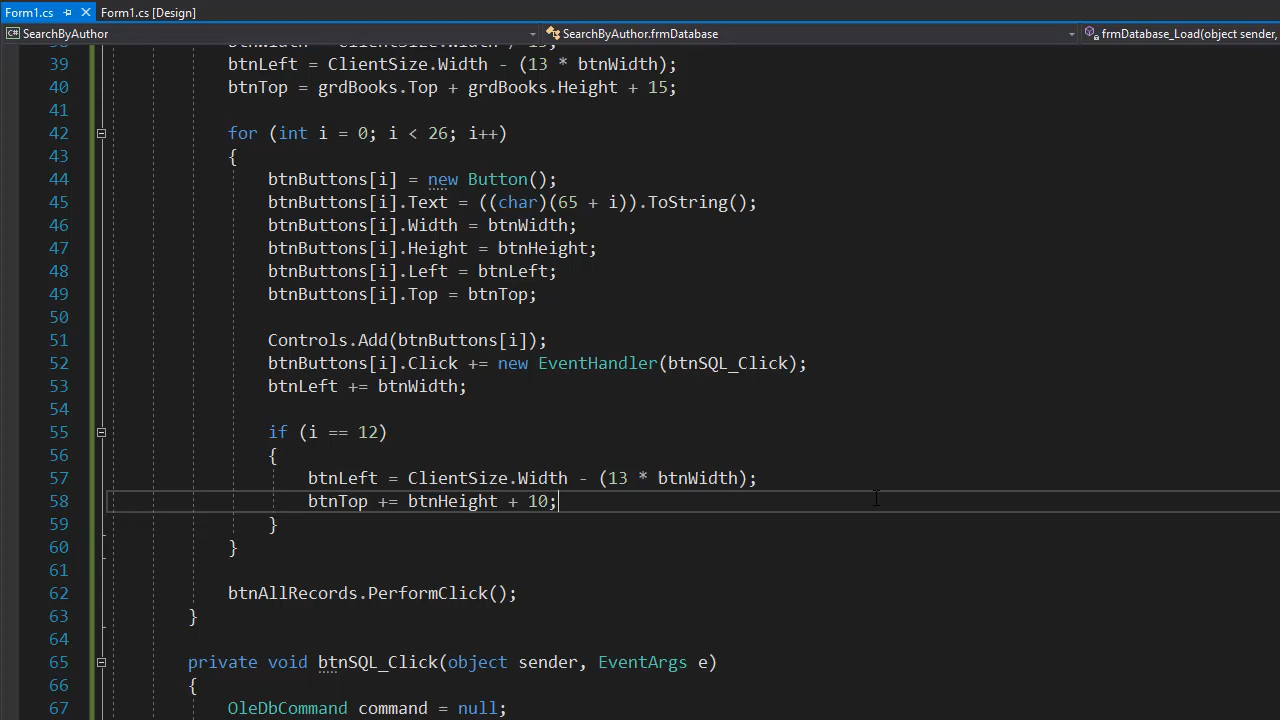 Form1.cs Form1.cs [Design]
SearchByAuthor SearchByAuthor.frmDatabase frmDatabase_Load(object sender,
39 btnLeft = ClientSize.Width - (13 * btnWidth);
40 btnTop = grdBooks.Top + grdBooks.Height + 15;
41
42 for (int i = 0; i < 26; i++)
43 {
44 btnButtons[i] = new Button();
45 btnButtons[i].Text = ((char)(65 + i)).ToString();
46 btnButtons[i].Width = btnWidth;
47 btnButtons[i].Height = btnHeight;
48 btnButtons[i].Left = btnLeft;
49 btnButtons[i].Top = btnTop;
50
51 Controls.Add(btnButtons[i]);
52 btnButtons[i].Click += new EventHandler(btnSQL_Click);
53 btnLeft += btnWidth;
54
55 if (i == 12)
56 {
57 btnLeft = ClientSize.Width - (13 * btnWidth);
58 btnTop += btnHeight + 10;
59 }
60 }
61
62 btnAllRecords.PerformClick();
63 }
64
65 private void btnSQL_Click(object sender, EventArgs e)
66 {
67 OleDbCommand command = null;